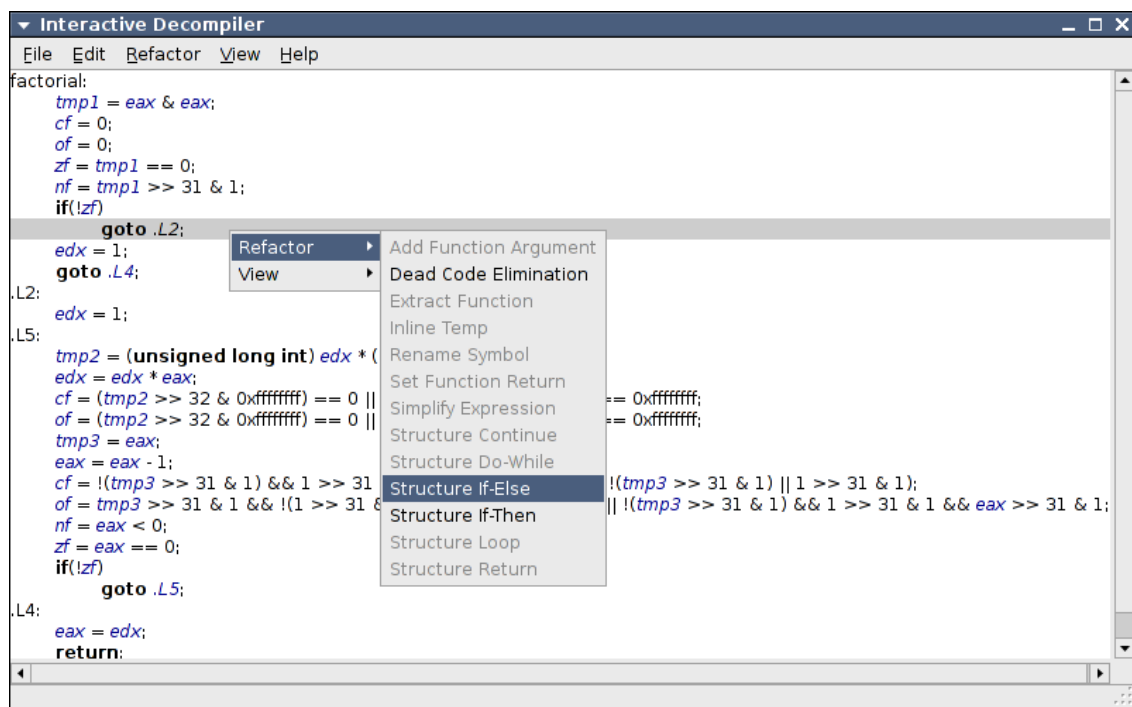 Interactive Decompiler
File Edit Refactor View Help
factorial:
tmp1 = eax & eax;
cf = 0;
of = 0;
zf = tmp1 == 0;
nf = tmp1 >> 31 & 1;
if(!zf)
goto .L2;
edx = 1;
goto .L4;
.L2:
edx = 1;
.L5:
tmp2 = (unsigned long int) edx * (
edx = edx * eax;
cf = (tmp2 >> 32 & 0xffffffff) == 0 || == 0xffffffff;
of = (tmp2 >> 32 & 0xffffffff) == 0 || == 0xffffffff;
tmp3 = eax;
eax = eax - 1;
cf = !(tmp3 >> 31 & 1) && 1 >> 31 !(tmp3 >> 31 & 1) || 1 >> 31 & 1);
of = tmp3 >> 31 & 1 && !(1 >> 31 & || !(tmp3 >> 31 & 1) && 1 >> 31 & 1 && eax >> 31 & 1;
nf = eax < 0;
zf = eax == 0;
if(!zf)
goto .L5;
.L4:
eax = edx;
return;
Refactor
View
Add Function Argument
Dead Code Elimination
Extract Function
Inline Temp
Rename Symbol
Set Function Return
Simplify Expression
Structure Continue
Structure Do-While
Structure If-Else
Structure If-Then
Structure Loop
Structure Return